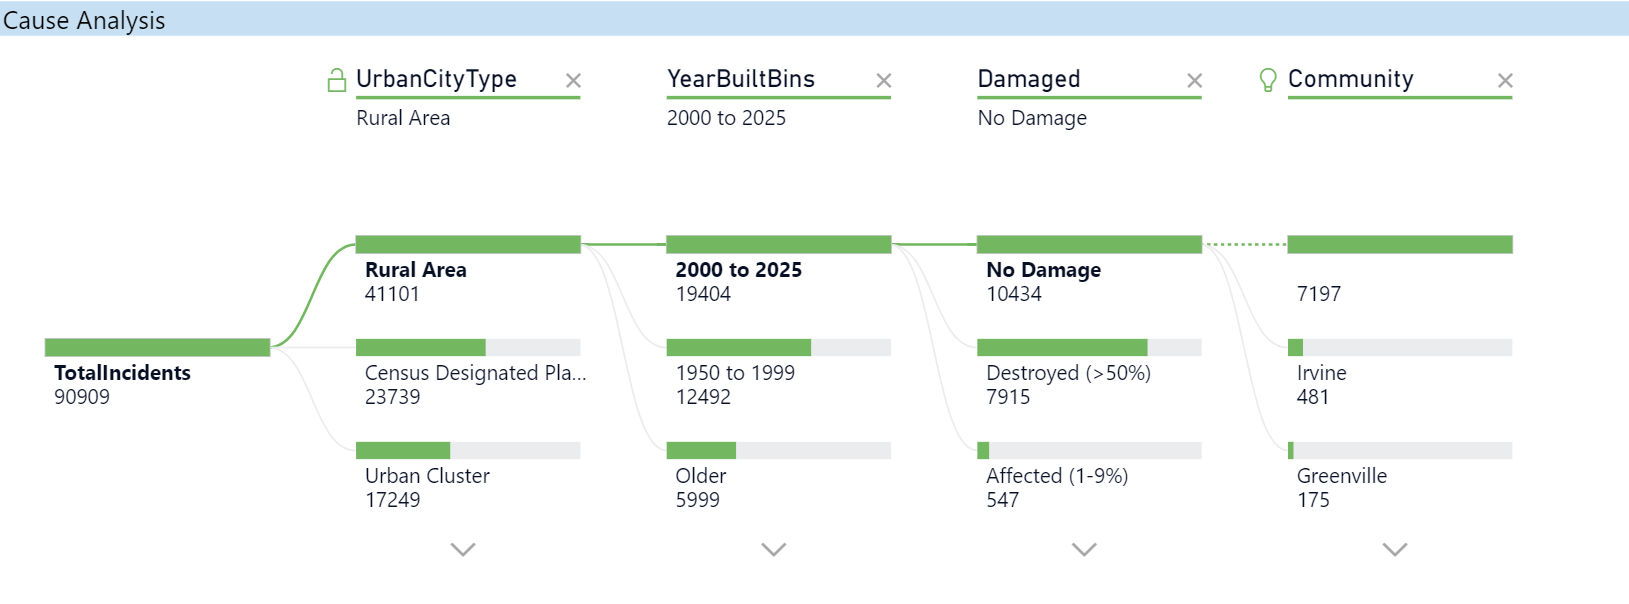 Cause Analysis
UrbanCityType
Rural Area
YearBuiltBins
2000 to 2025
Damaged
No Damage
Community
TotalIncidents
90909
Rural Area
41101
Census Designated Pla...
23739
Urban Cluster
17249
2000 to 2025
19404
1950 to 1999
12492
Older
5999
No Damage
10434
Destroyed (>50%)
7915
Affected (1-9%)
547
7197
Irvine
481
Greenville
175